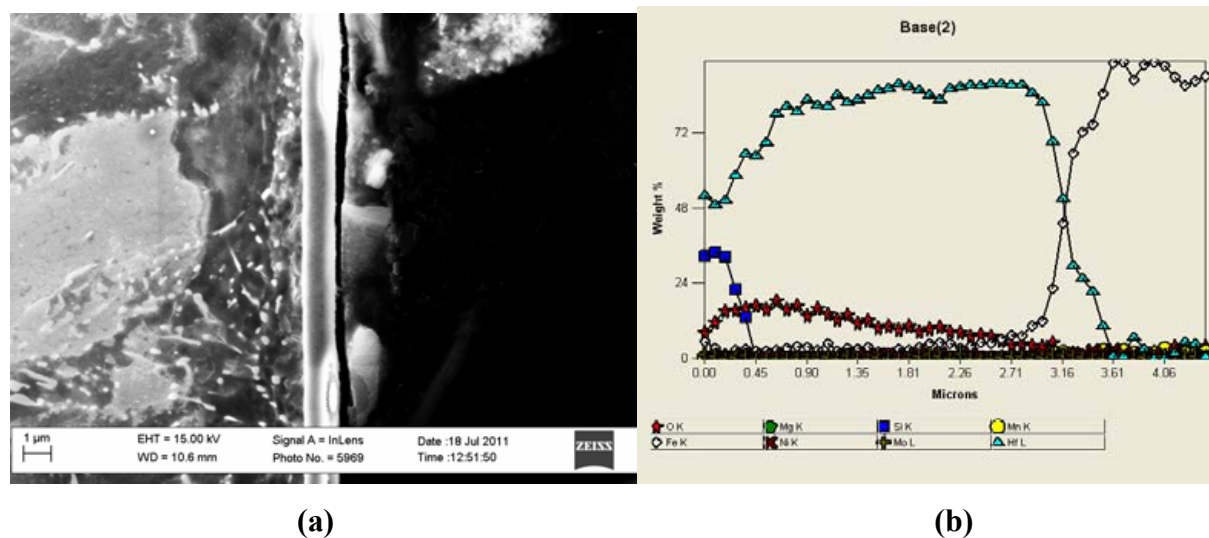 1 µm
EHT = 15.00 kV
WD = 10.6 mm
Signal A = InLens
Photo No. = 5969
Date :18 Jul 2011
Time :12:51:50
ZEISS
(a)
Base(2)
Weight %
72
48
24
0
0.00 0.45 0.90 1.35 1.81 2.26 2.71 3.16 3.61 4.06
Microns
O K Mg K Si K Mn K
Fe K Ni K Mo L Hf L
(b)